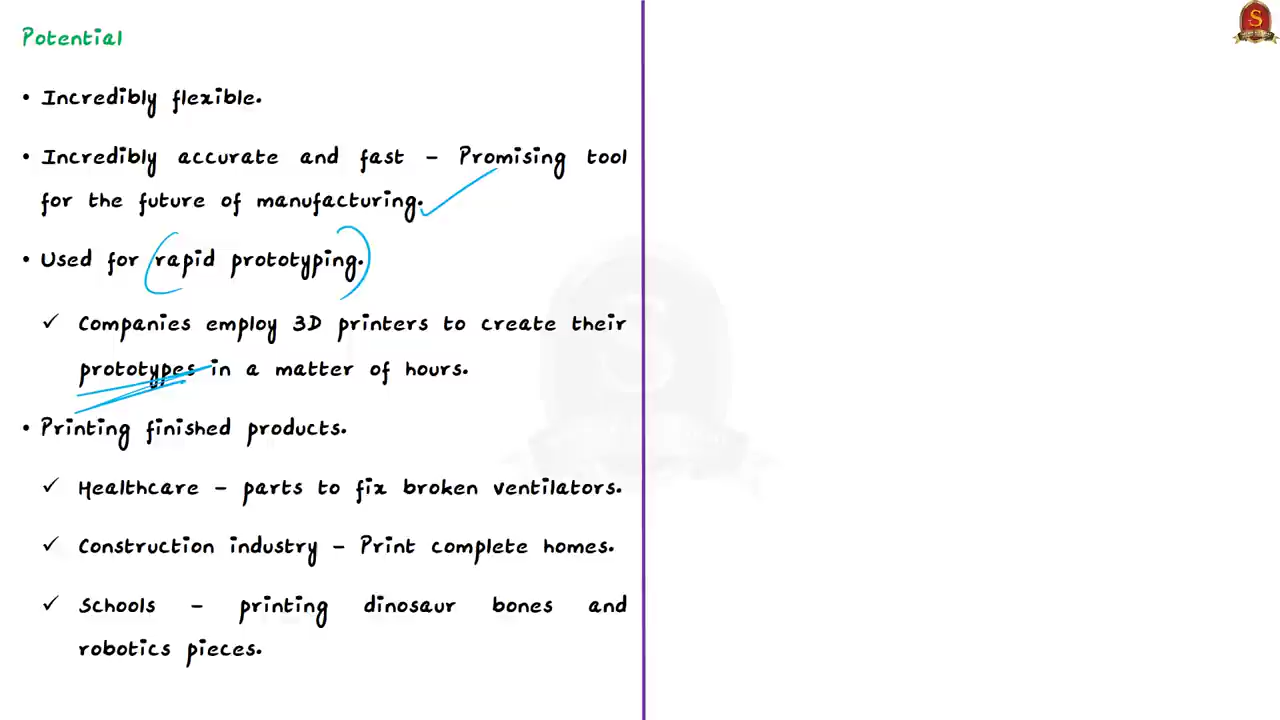 Potential
• Incredibly flexible.
• Incredibly accurate and fast – Promising tool
for the future of manufacturing.
• Used for rapid prototyping.
✓ Companies employ 3D printers to create their
prototypes in a matter of hours.
• Printing finished products.
✓ Healthcare – parts to fix broken ventilators.
✓ Construction industry – Print complete homes.
✓ Schools – printing dinosaur bones and
robotics pieces.
S